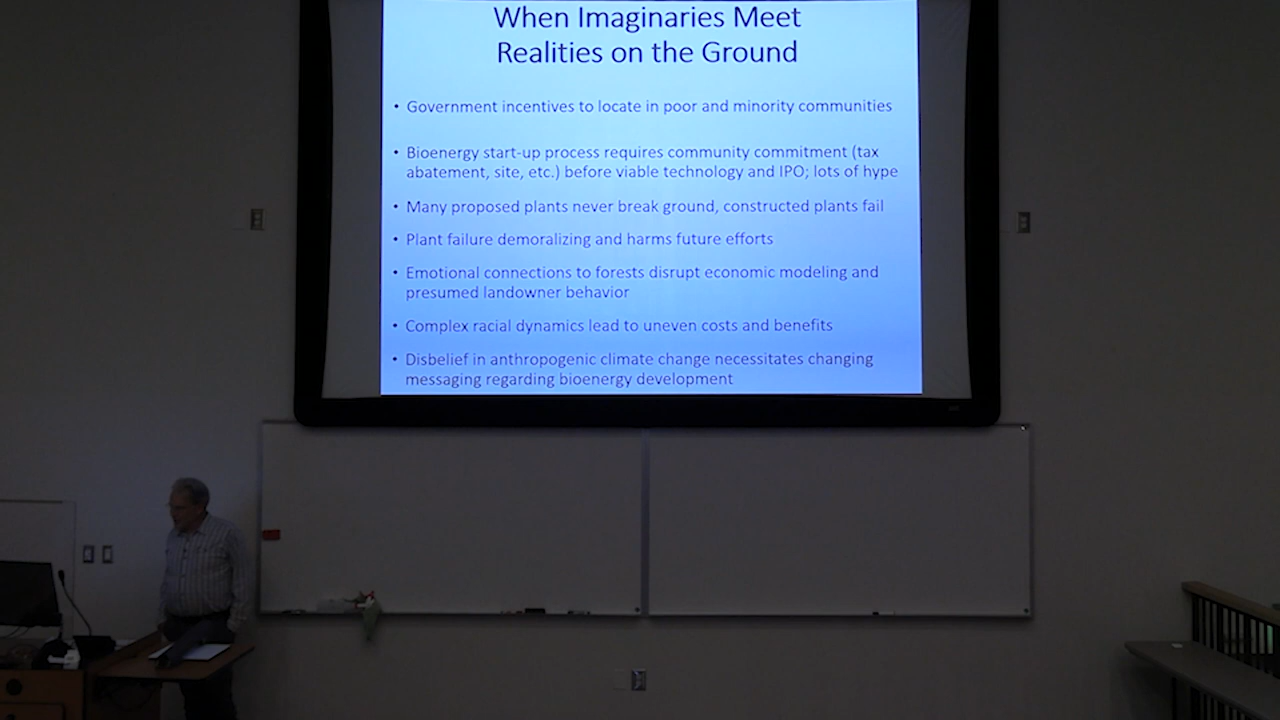 When Imaginaries Meet
Realities on the Ground
• Government incentives to locate in poor and minority communities
• Bioenergy start-up process requires community commitment (tax
abatement, site, etc.) before viable technology and IPO; lots of hype
• Many proposed plants never break ground, constructed plants fail
• Plant failure demoralizing and harms future efforts
• Emotional connections to forests disrupt economic modeling and
presumed landowner behavior
• Complex racial dynamics lead to uneven costs and benefits
• Disbelief in anthropogenic climate change necessitates changing
messaging regarding bioenergy development